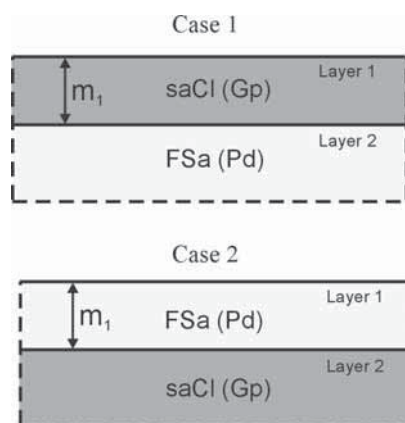 Case 1
Layer 1
m₁
saCl (Gp)
Layer 2
FSa (Pd)
Case 2
Layer 1
m₁
FSa (Pd)
Layer 2
saCl (Gp)